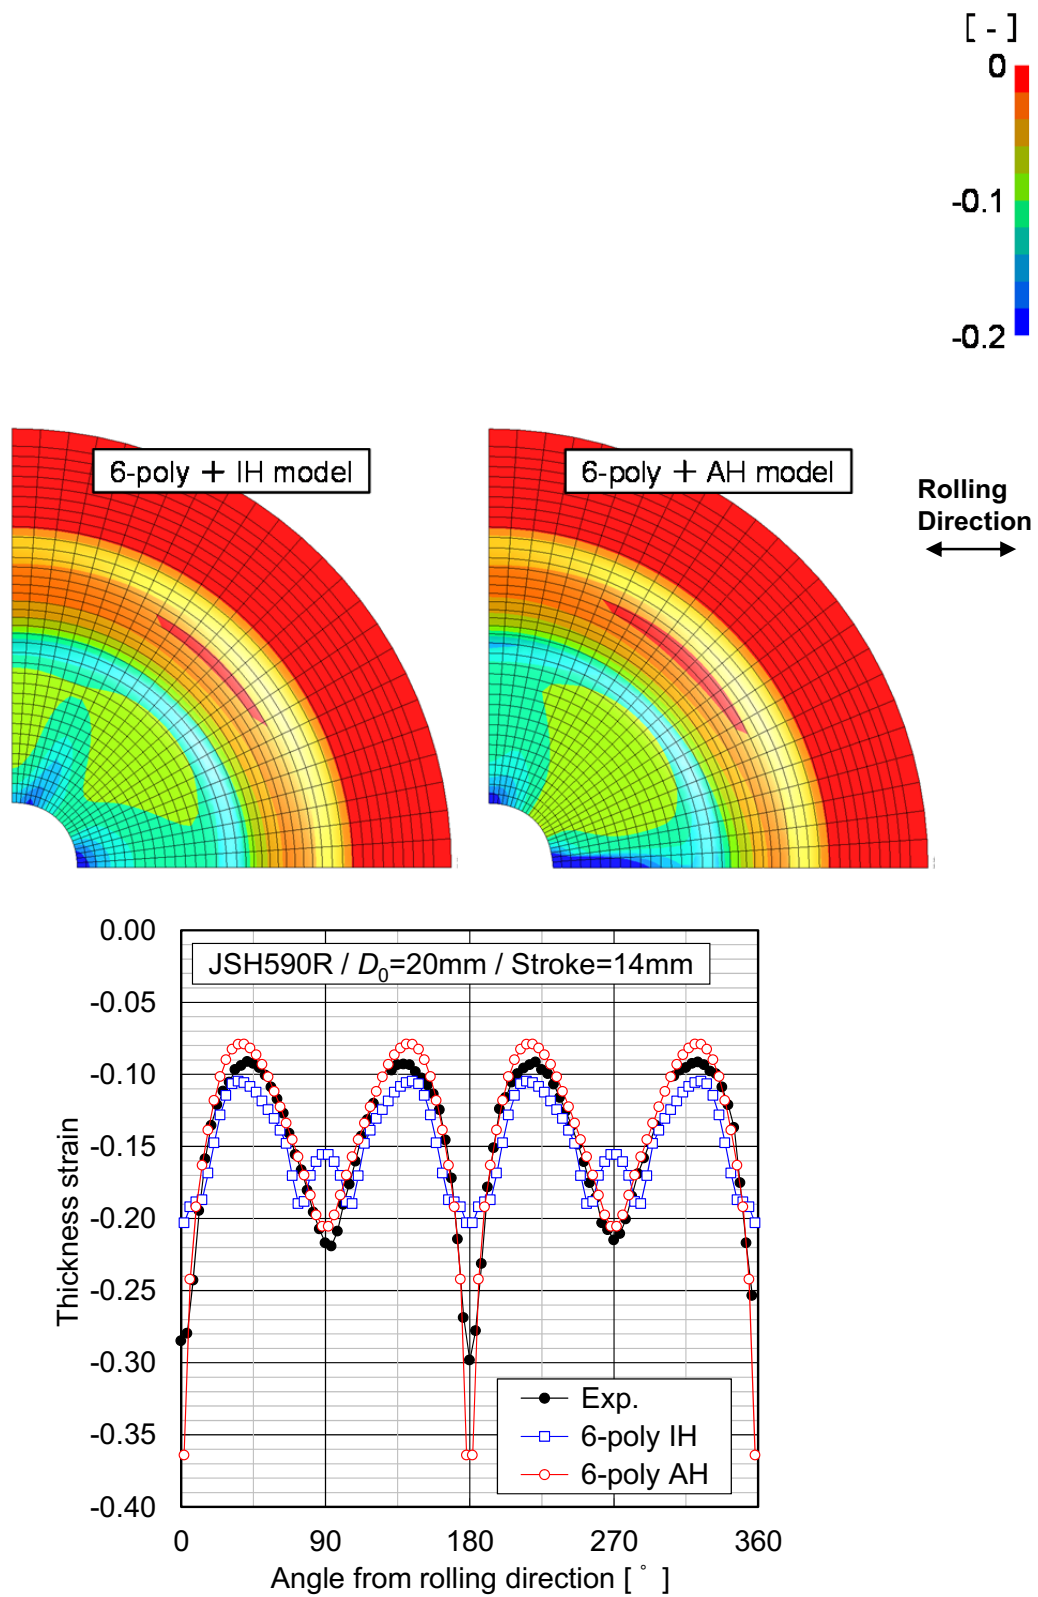 [ - ]
0
-0.1
-0.2
6-poly + IH model
6-poly + AH model
Rolling
Direction
0.00
-0.05
-0.10
-0.15
-0.20
-0.25
-0.30
-0.35
-0.40
Thickness strain
JSH590R / D₀=20mm / Stroke=14mm
Exp.
6-poly IH
6-poly AH
0 90 180 270 360
Angle from rolling direction [ ° ]